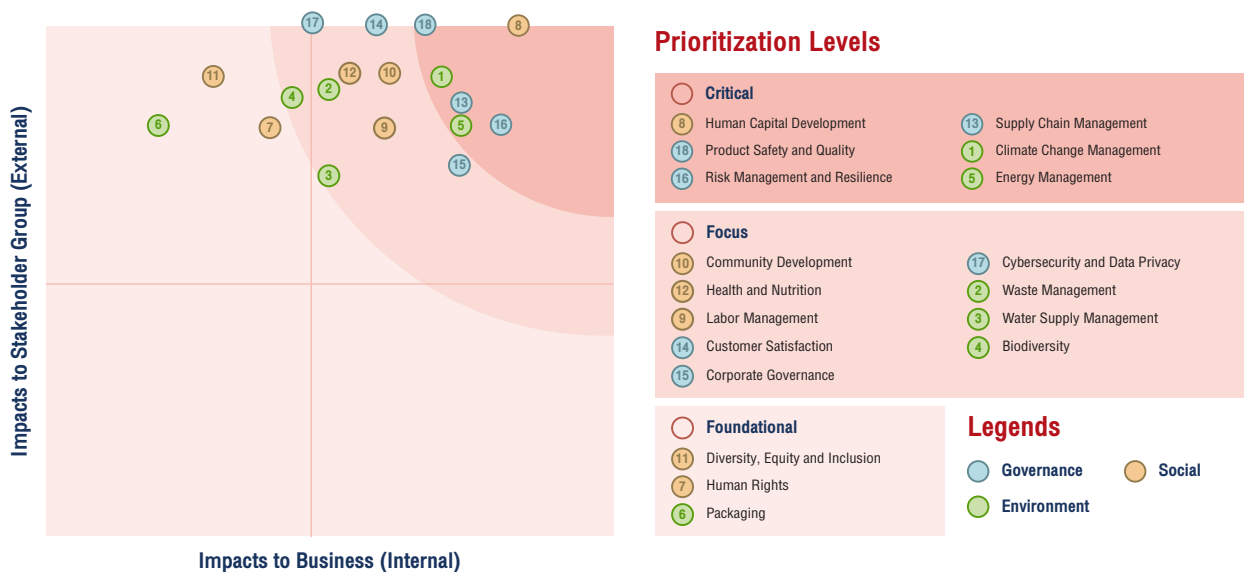 Impacts to Stakeholder Group (External)
17
14
18
8
11
12
10
1
2
4
13
6
7
9
5
16
15
3
Impacts to Business (Internal)
Prioritization Levels
Critical
8 Human Capital Development
18 Product Safety and Quality
16 Risk Management and Resilience
13 Supply Chain Management
1 Climate Change Management
5 Energy Management
Focus
10 Community Development
12 Health and Nutrition
9 Labor Management
14 Customer Satisfaction
15 Corporate Governance
17 Cybersecurity and Data Privacy
2 Waste Management
3 Water Supply Management
4 Biodiversity
Foundational
11 Diversity, Equity and Inclusion
7 Human Rights
6 Packaging
Legends
Governance
Social
Environment